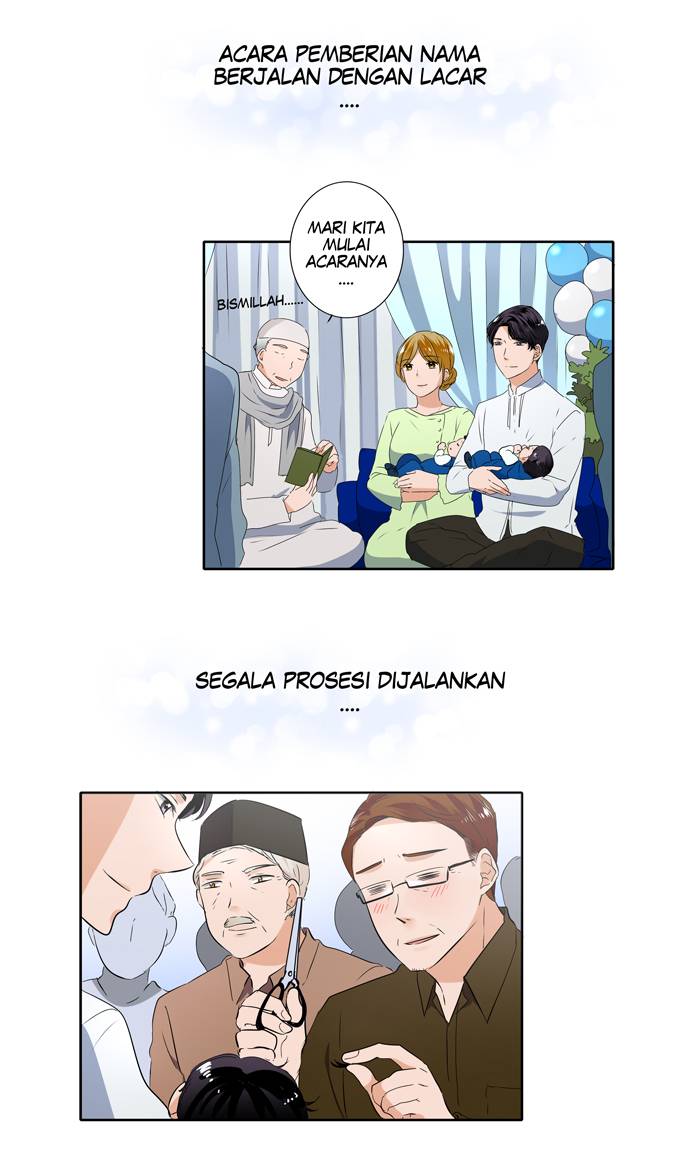 ACARA PEMBERIAN NAMA
BERJALAN DENGAN LACAR
....
MARI KITA
MULAI
ACARANYA
....
BISMILLAH......
SEGALA PROSESI DIJALANKAN
....